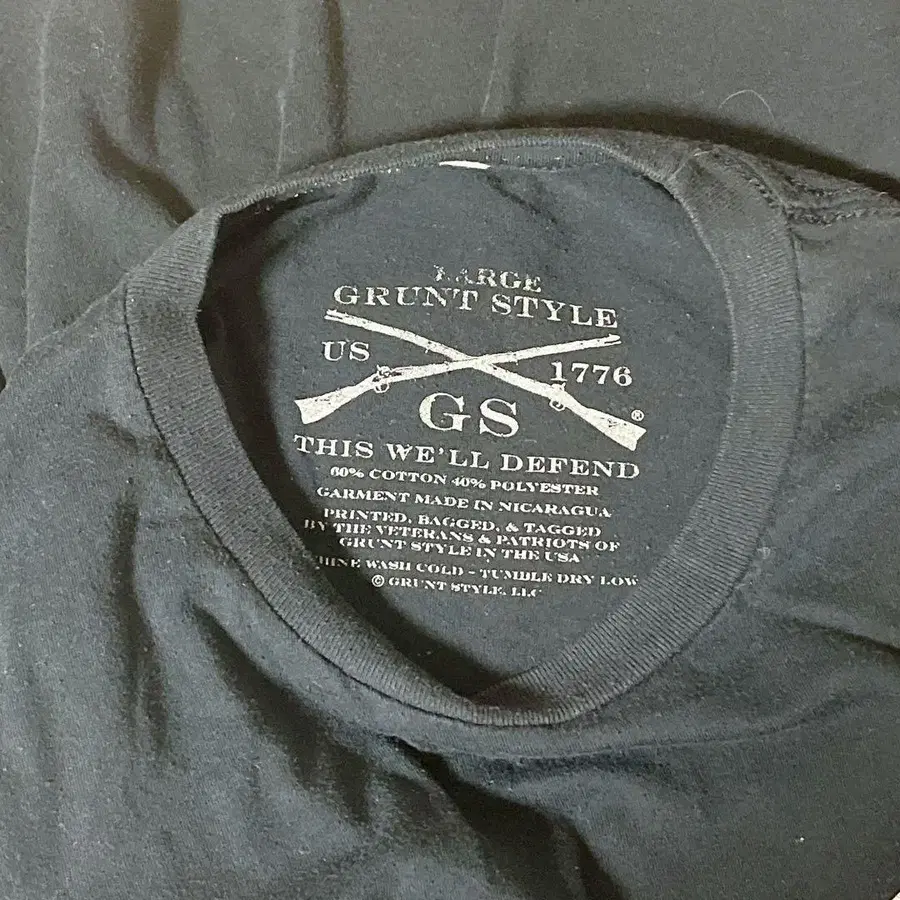 LARGE
GRUNT STYLE
US 1776
GS ®
THIS WE'LL DEFEND
60% COTTON 40% POLYESTER
GARMENT MADE IN NICARAGUA
PRINTED, BAGGED, & TAGGED
BY THE VETERANS & PATRIOTS OF
GRUNT STYLE IN THE USA
HINE WASH COLD - TUMBLE DRY LOW
© GRUNT STYLE, LLC